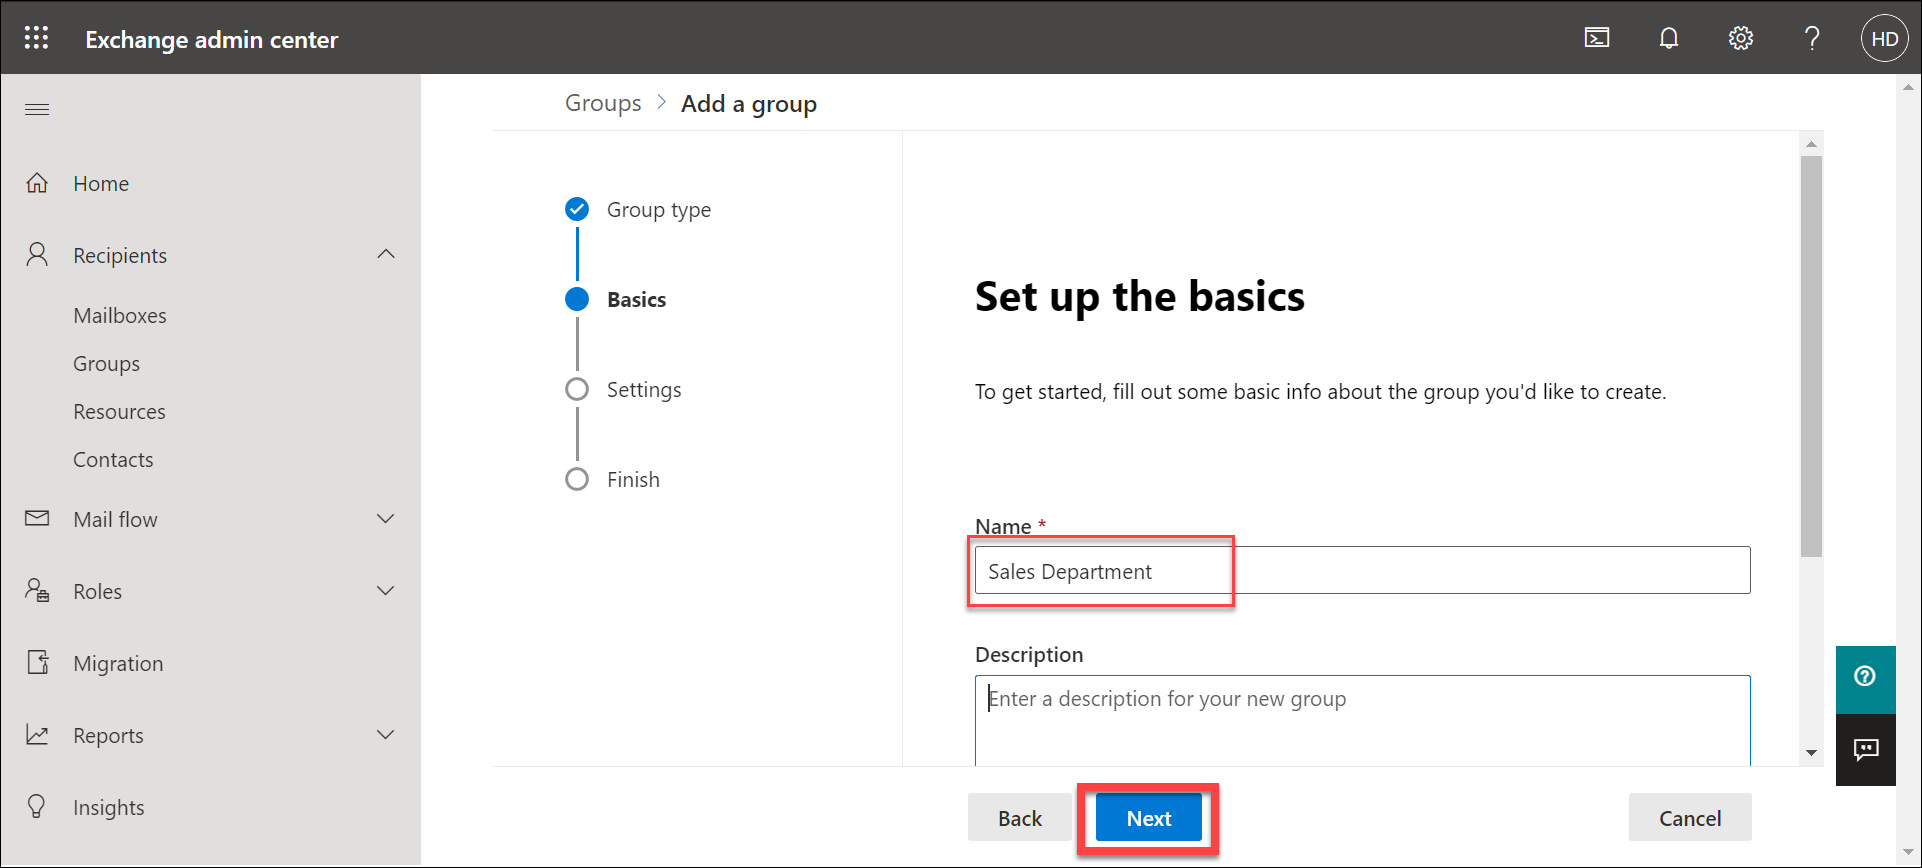 Exchange admin center
HD
Home
Recipients
Mailboxes
Groups
Resources
Contacts
Mail flow
Roles
Migration
Reports
Insights
Groups > Add a group
Group type
Basics
Settings
Finish
Set up the basics
To get started, fill out some basic info about the group you'd like to create.
Name *
Sales Department
Description
Enter a description for your new group
Back
Next
Cancel